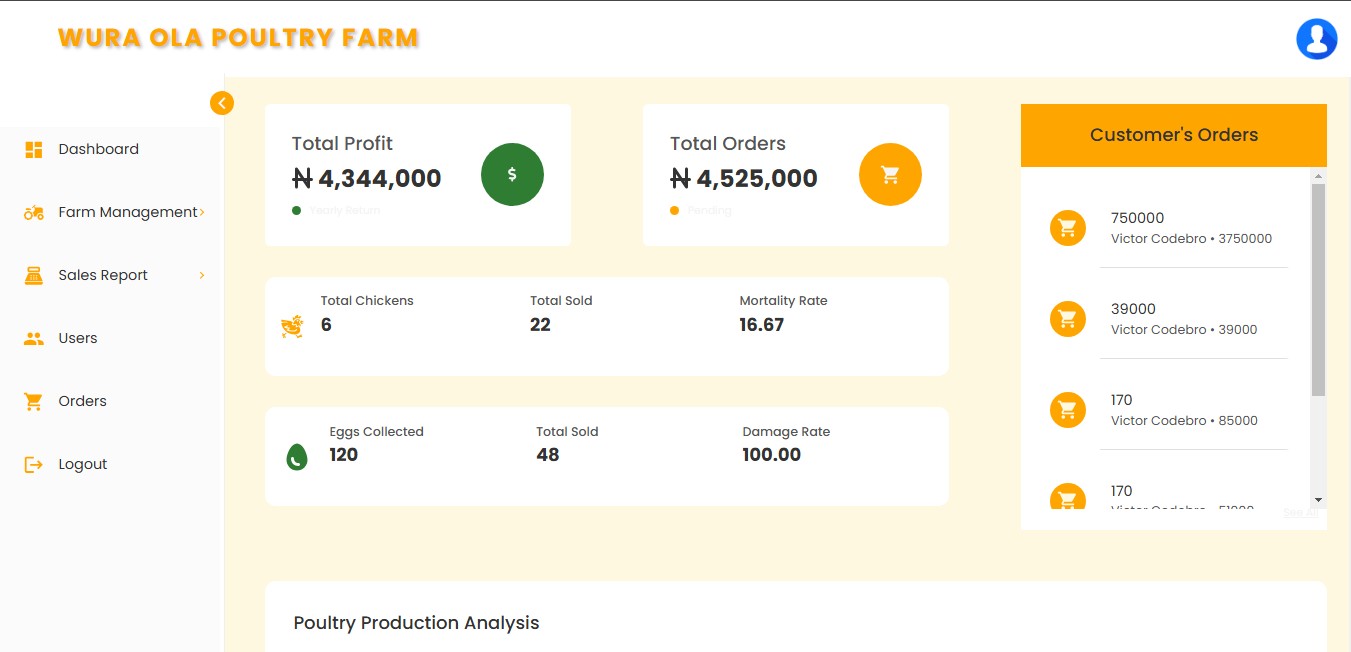 WURA OLA POULTRY FARM
Dashboard
Farm Management
Sales Report
Users
Orders
Logout
Total Profit
₦ 4,344,000
Yearly Return
Total Orders
₦ 4,525,000
Pending
Total Chickens
6
Total Sold
22
Mortality Rate
16.67
Eggs Collected
120
Total Sold
48
Damage Rate
100.00
Customer's Orders
750000
Victor Codebro • 3750000
39000
Victor Codebro • 39000
170
Victor Codebro • 85000
170
Victor Codebro • 51000
See All
Poultry Production Analysis